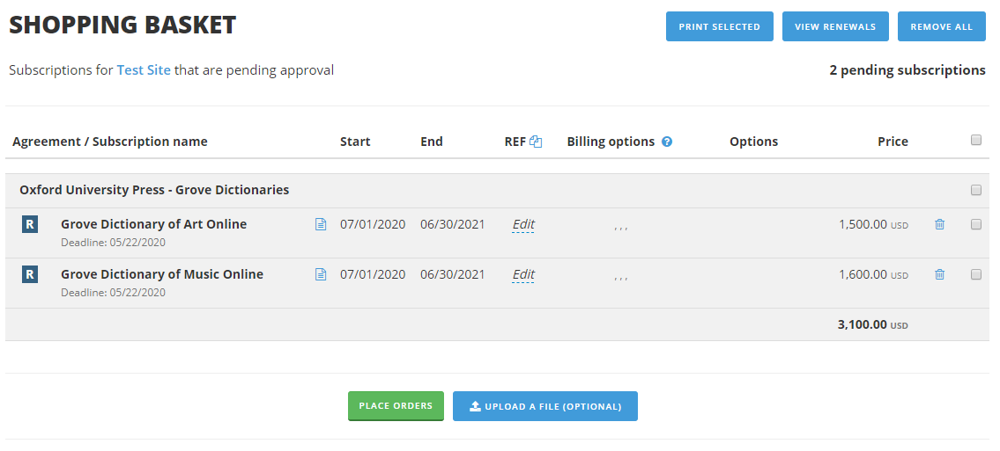 SHOPPING BASKET
PRINT SELECTED VIEW RENEWALS REMOVE ALL
Subscriptions for Test Site that are pending approval 2 pending subscriptions
Agreement / Subscription name Start End REF Billing options ? Options Price
Oxford University Press - Grove Dictionaries
R Grove Dictionary of Art Online 07/01/2020 06/30/2021 Edit , , , 1,500.00 USD
Deadline: 05/22/2020
R Grove Dictionary of Music Online 07/01/2020 06/30/2021 Edit , , , 1,600.00 USD
Deadline: 05/22/2020
3,100.00 USD
PLACE ORDERS UPLOAD A FILE (OPTIONAL)